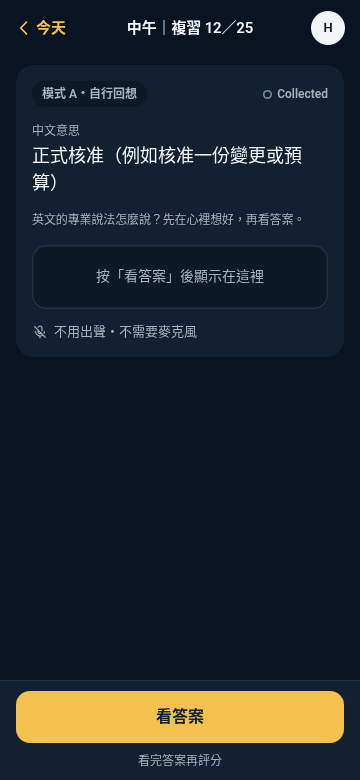 今天
中午｜複習 12／25
H
模式 A・自行回想
Collected
中文意思
正式核准（例如核准一份變更或預
算）
英文的專業說法怎麼說？先在心裡想好，再看答案。
按「看答案」後顯示在這裡
不用出聲・不需要麥克風
看答案
看完答案再評分